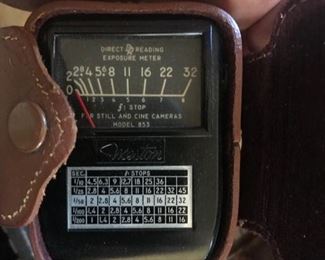 DIRECT READING
EXPOSURE METER
2 2.8 4 5.6 8 11 16 22 32
0 1 2 3 4 5 6 7 8
f: STOP
FOR STILL AND CINE CAMERAS
MODEL 853
SEC. f: STOPS
1/10 4.5 6.3 9 12.7 18 25 36
1/25 2.8 4 5.6 8 11 16 22 32 45
1/50 2 2.8 4 5.6 8 11 16 22 32
1/100 1.4 2 2.8 4 5.6 8 11 16 22
1/200 1 1.4 2 2.8 4 5.6 8 11 16